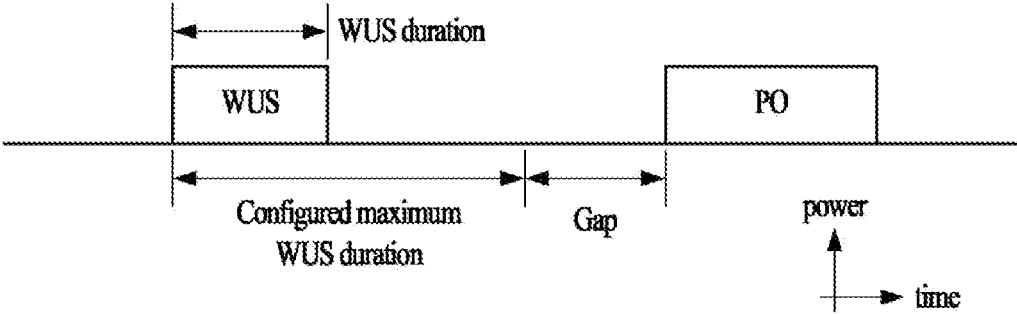 WUS duration
WUS
PO
Configured maximum
WUS duration
Gap
power
time